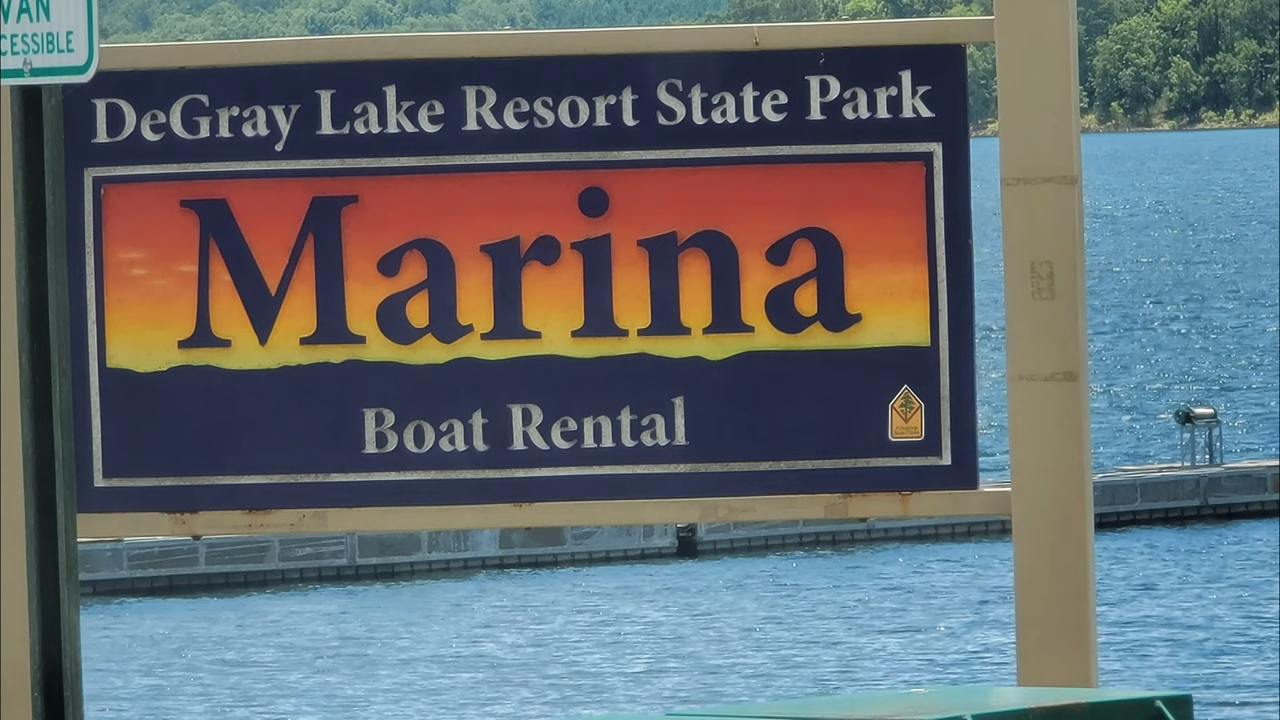 VAN
CESSIBLE
DeGray Lake Resort State Park
Marina
Boat Rental